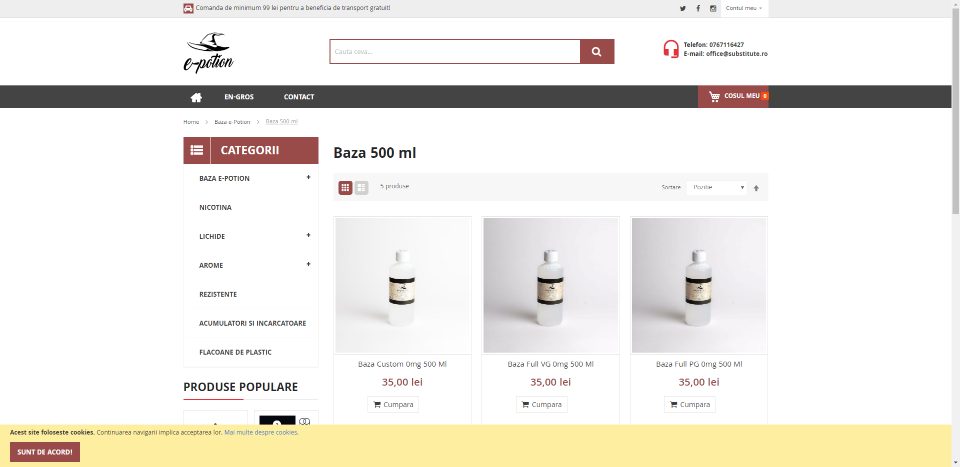 Comanda de minimum 99 lei pentru a beneficia de transport gratuit!
Contul meu
e-potion
Cauta ceva...
Telefon: 0767116427
E-mail: office@substitute.ro
EN-GROS
CONTACT
COSUL MEU 0
Home > Baza e-Potion > Baza 500 ml
CATEGORII
BAZA E-POTION +
NICOTINA
LICHIDE +
AROME +
REZISTENTE
ACUMULATORI SI INCARCATOARE
FLACOANE DE PLASTIC
PRODUSE POPULARE
Baza 500 ml
5 produse
Sortare
Pozitie
Baza Custom 0mg 500 Ml
35,00 lei
Cumpara
Baza Full VG 0mg 500 Ml
35,00 lei
Cumpara
Baza Full PG 0mg 500 Ml
35,00 lei
Cumpara
Acest site foloseste cookies. Continuarea navigarii implica acceptarea lor. Mai multe despre cookies.
SUNT DE ACORD!